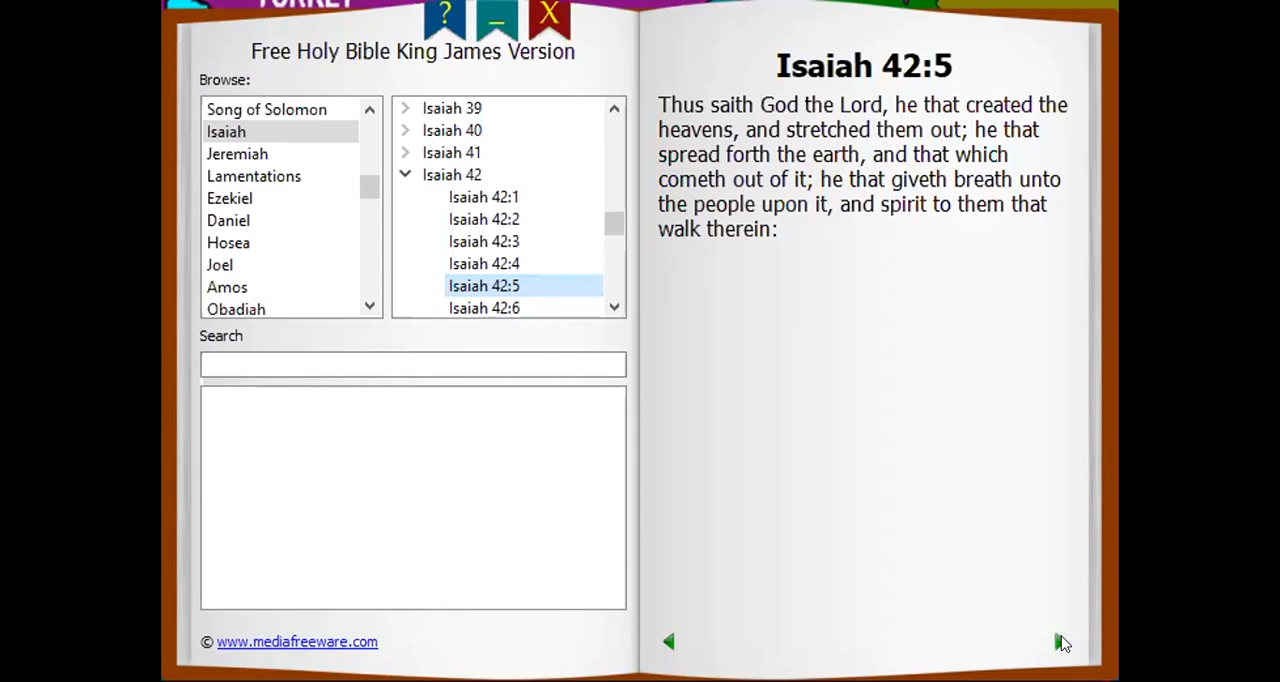 TURKEY
? _ X
Free Holy Bible King James Version
Browse:
Song of Solomon
Isaiah
Jeremiah
Lamentations
Ezekiel
Daniel
Hosea
Joel
Amos
Obadiah
Isaiah 39
Isaiah 40
Isaiah 41
Isaiah 42
Isaiah 42:1
Isaiah 42:2
Isaiah 42:3
Isaiah 42:4
Isaiah 42:5
Isaiah 42:6
Search
© www.mediafreeware.com
Isaiah 42:5
Thus saith God the Lord, he that created the
heavens, and stretched them out; he that
spread forth the earth, and that which
cometh out of it; he that giveth breath unto
the people upon it, and spirit to them that
walk therein: